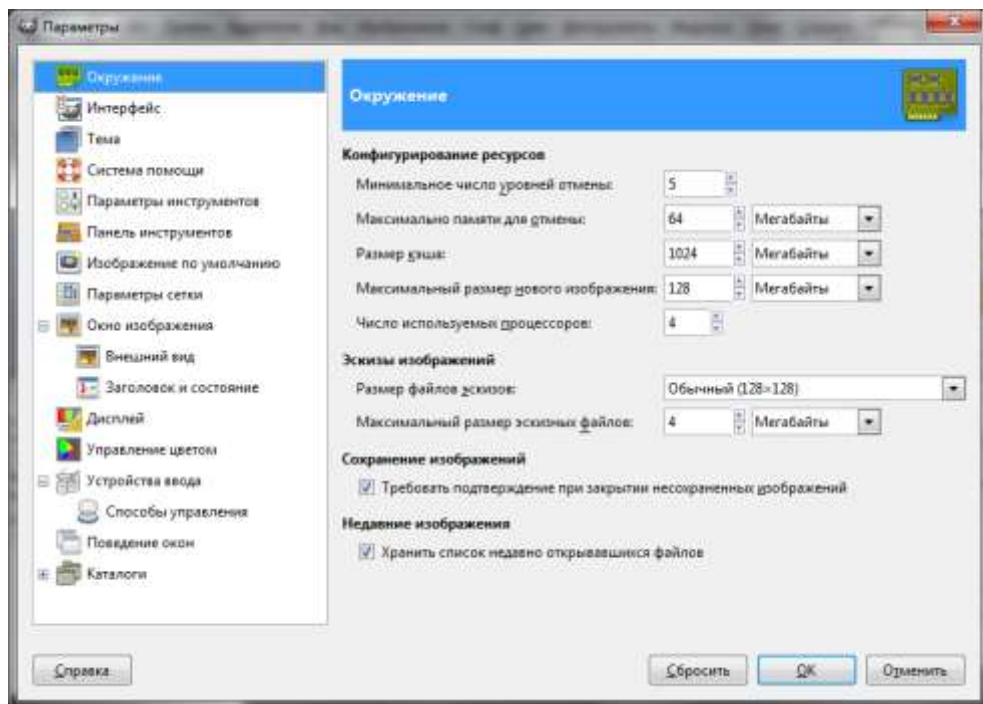 Параметры
Окружение
Интерфейс
Тема
Система помощи
Параметры инструментов
Панель инструментов
Изображение по умолчанию
Параметры сетки
Окно изображения
Внешний вид
Заголовок и состояние
Дисплей
Управление цветом
Устройства ввода
Способы управления
Поведение окон
Каталоги
Окружение
Конфигурирование ресурсов
Минимальное число уровней отмены: 5
Максимально памяти для отмены: 64 Мегабайты
Размер кэша: 1024 Мегабайты
Максимальный размер нового изображения: 128 Мегабайты
Число используемых процессоров: 4
Эскизы изображений
Размер файлов эскизов: Обычный (128×128)
Максимальный размер эскизных файлов: 4 Мегабайты
Сохранение изображений
Требовать подтверждение при закрытии несохраненных изображений
Недавние изображения
Хранить список недавно открывавшихся файлов
Справка
Сбросить
OK
Отменить